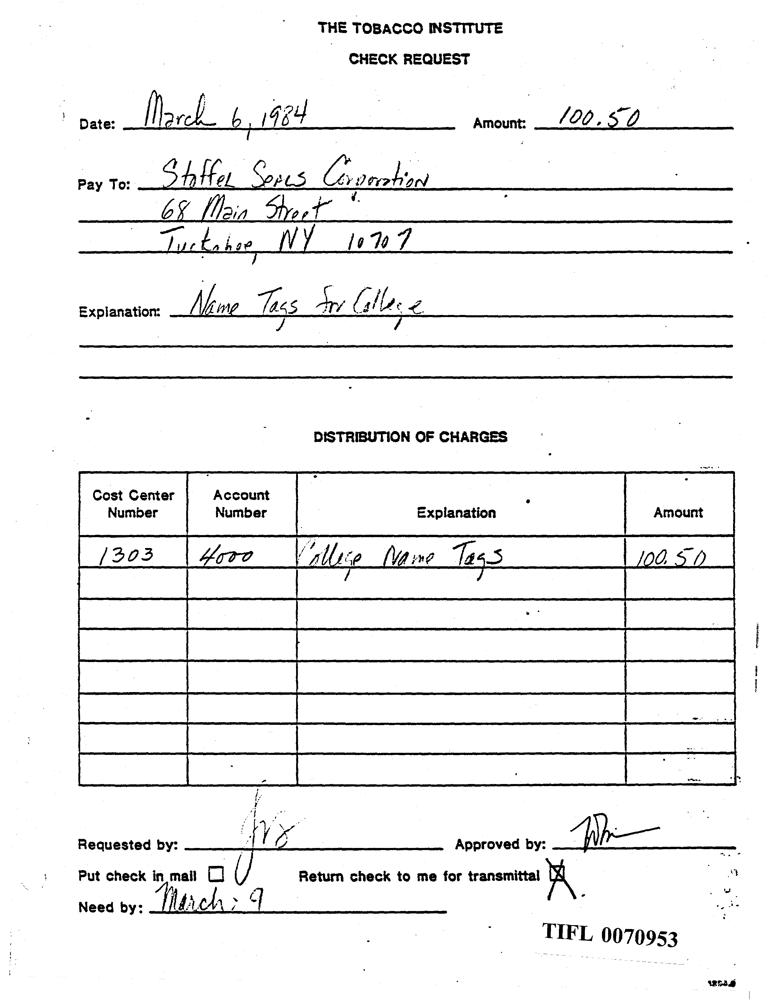 THE TOBACCO INSTITUTE
CHECK REQUEST
Date: March 6, 1984 Amount: 100.50
Pay To: Stoffel Seals Corporation
68 Main Street
Tuckahoe, NY 10707
Explanation: Name Tags for College
DISTRIBUTION OF CHARGES
Cost Center Number Account Number Explanation Amount
1303 4000 College Name Tags 100.50
Requested by: Approved by:
Put check in mail ☐ Return check to me for transmittal ☒
Need by: March 9
TIFL 0070953